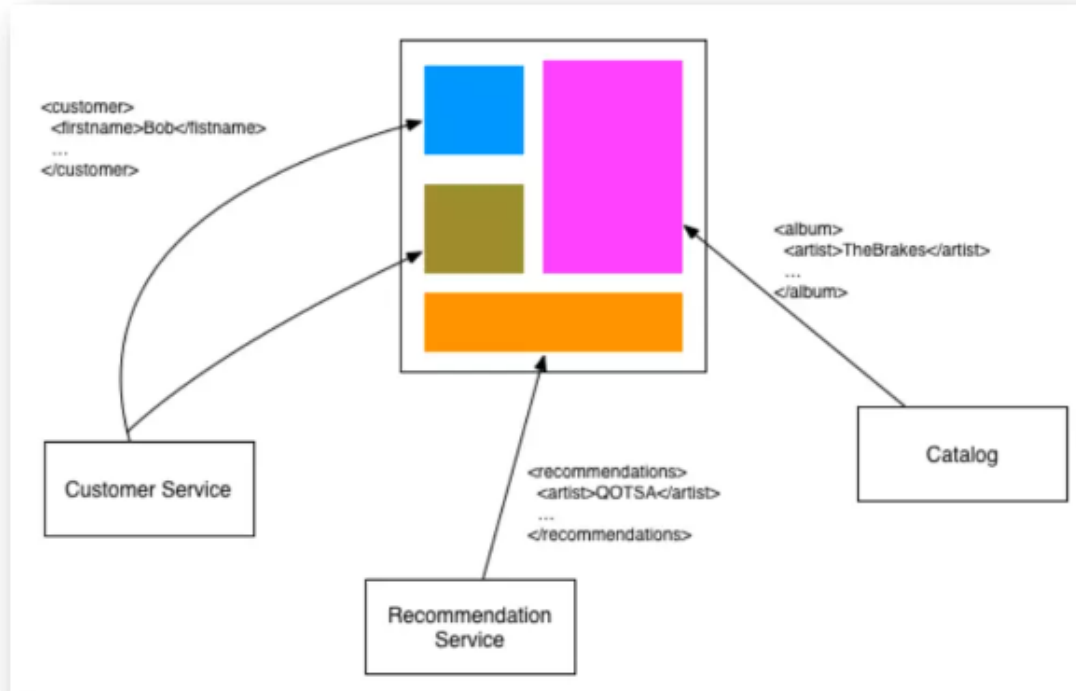 <customer>
<firstname>Bob</fistname>
...
</customer>
<album>
<artist>TheBrakes</artist>
...
</album>
Catalog
Customer Service
<recommendations>
<artist>QOTSA</artist>
...
</recommendations>
Recommendation
Service